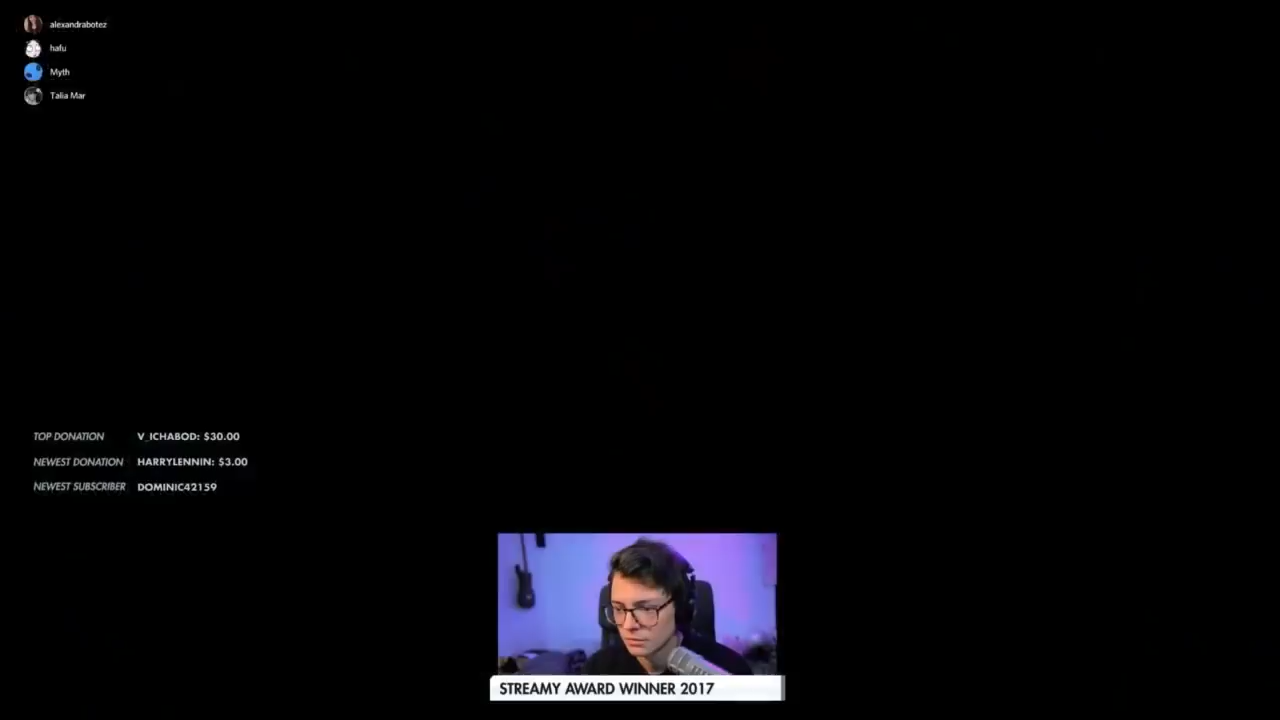 alexandrabotez
hafu
Myth
Talia Mar
TOP DONATION V_ICHABOD: $30.00
NEWEST DONATION HARRYLENNIN: $3.00
NEWEST SUBSCRIBER DOMINIC42159
STREAMY AWARD WINNER 2017